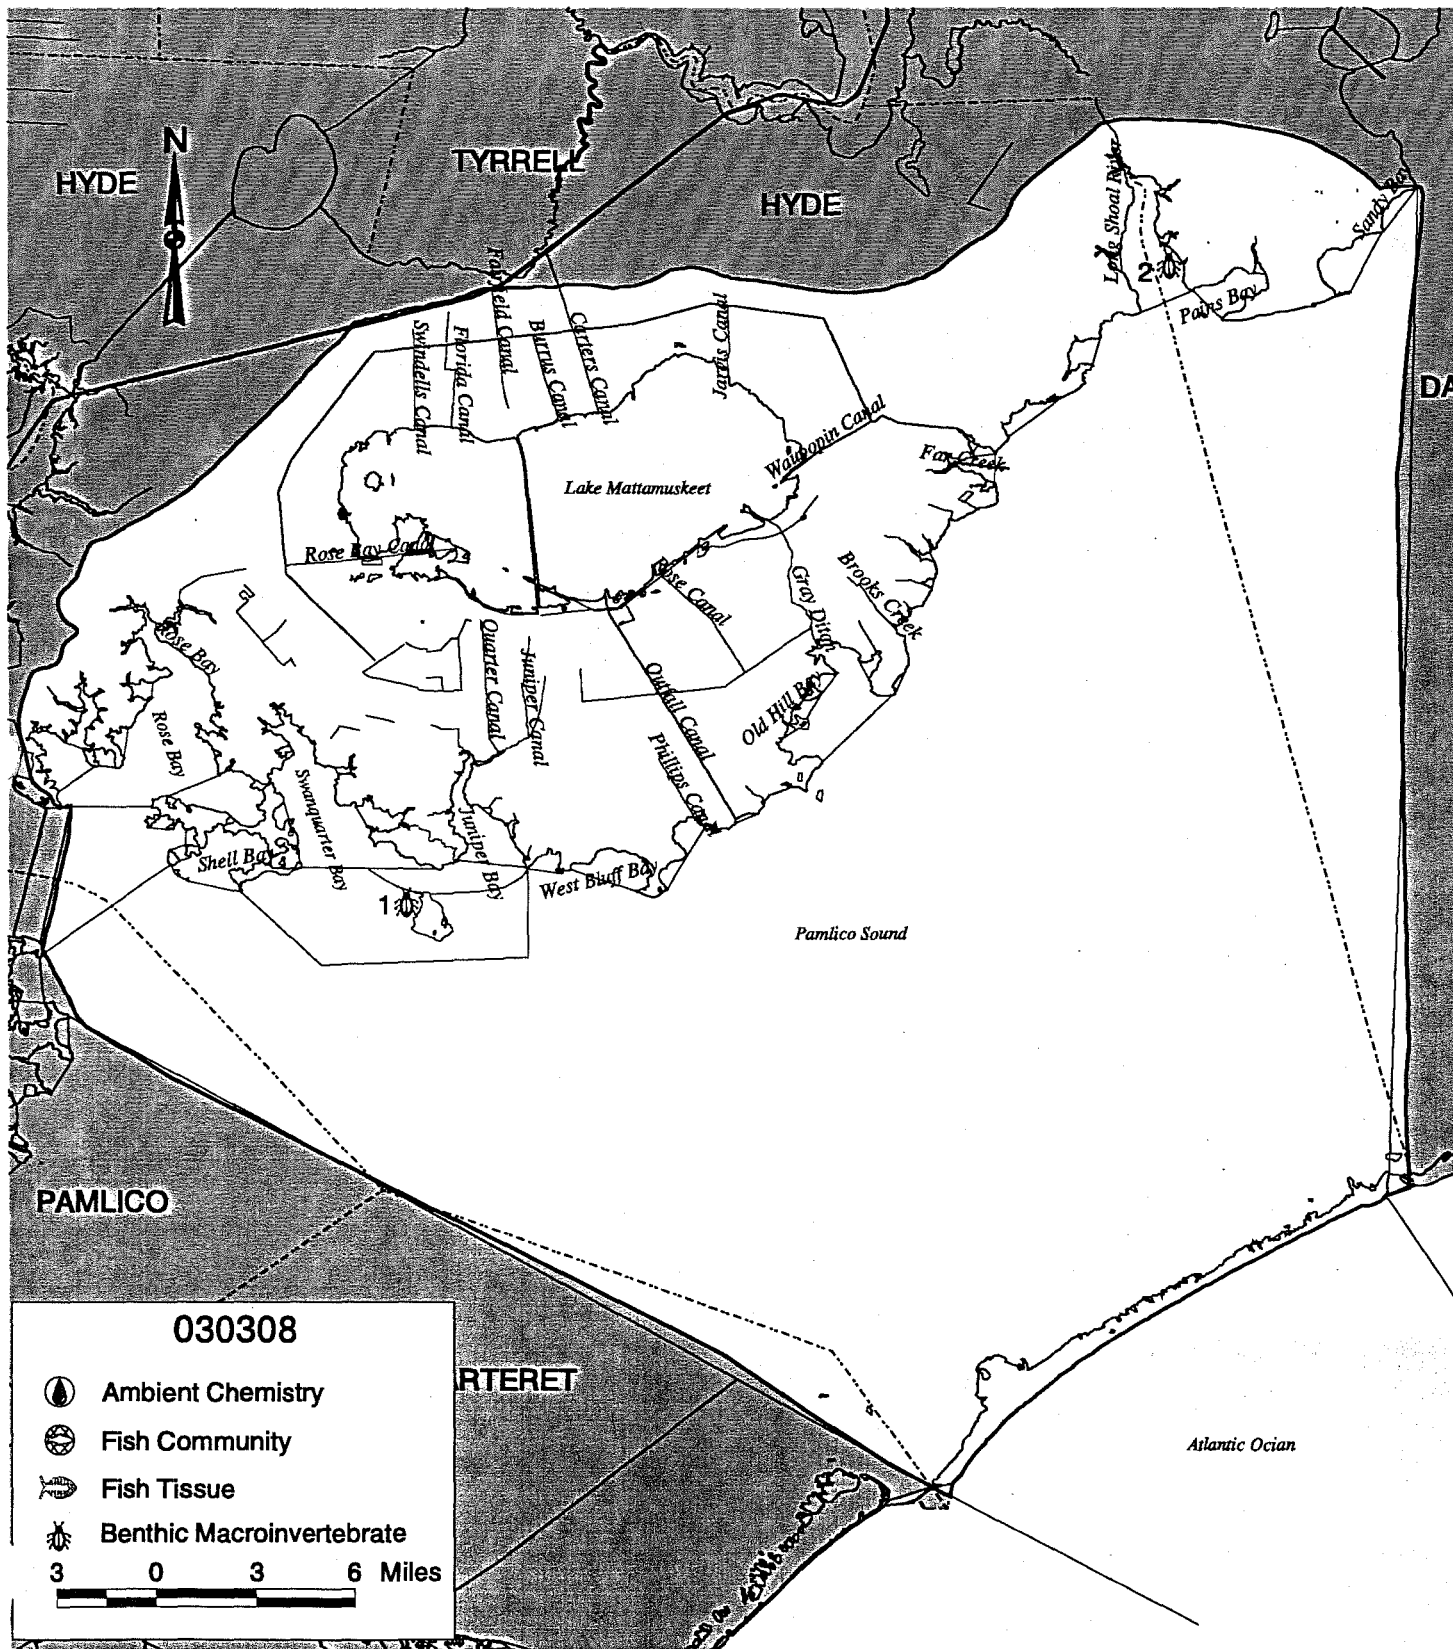 N
TYRRELL
HYDE
HYDE
Long Shoal River
Sandy Bay
2
Pains Bay
DA
Fairfield Canal
Swindells Canal
Florida Canal
Burrus Canal
Carters Canal
Jarvis Canal
Waupopin Canal
Far Creek
Lake Mattamuskeet
Rose Bay Canal
Rose Canal
Gray Ditch
Brooks Creek
Rose Bay
Rose Bay
Quarter Canal
Juniper Canal
Outfall Canal
Old Hill Bay
Phillips Canal
Swanquarter Bay
Juniper Bay
Shell Bay
West Bluff Bay
1
Pamlico Sound
PAMLICO
ARTERET
Atlantic Ocian
030308
Ambient Chemistry
Fish Community
Fish Tissue
Benthic Macroinvertebrate
3 0 3 6 Miles